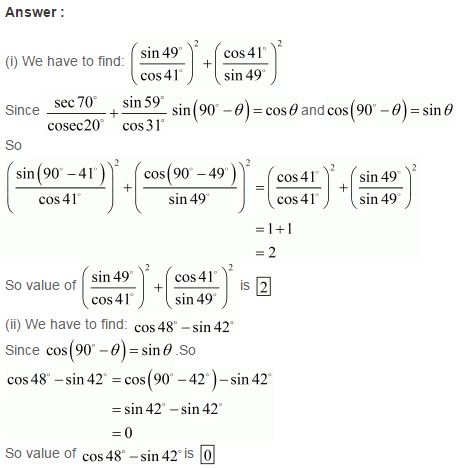 Answer :
(i) We have to find: (sin 49° / cos 41°)² + (cos 41° / sin 49°)²
Since sec 70° / cosec20° + sin 59° / cos 31° sin(90° − θ) = cos θ and cos(90° − θ) = sin θ
So
(sin(90° − 41°) / cos 41°)² + (cos(90° − 49°) / sin 49°)² = (cos 41° / cos 41°)² + (sin 49° / sin 49°)²
= 1 + 1
= 2
So value of (sin 49° / cos 41°)² + (cos 41° / sin 49°)² is 2
(ii) We have to find: cos 48° − sin 42°
Since cos(90° − θ) = sin θ .So
cos 48° − sin 42° = cos(90° − 42°) − sin 42°
= sin 42° − sin 42°
= 0
So value of cos 48° − sin 42° is 0